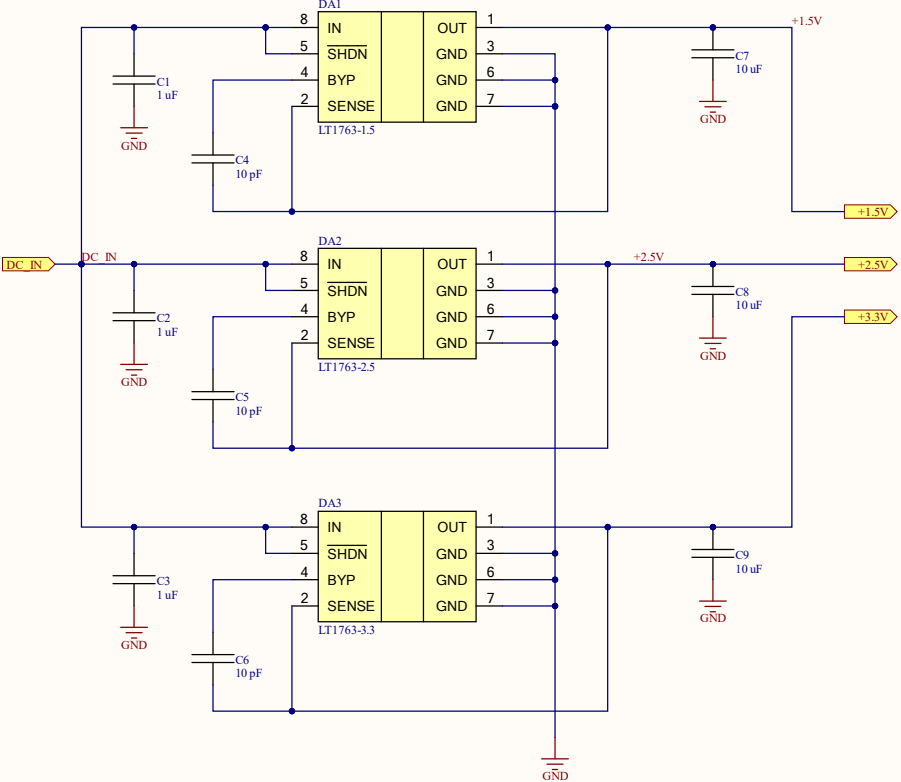 DA1
8 IN OUT 1 +1.5V
5 SHDN GND 3
4 BYP GND 6
2 SENSE GND 7
LT1763-1.5
C1
1 uF
GND
C7
10 uF
GND
C4
10 pF
+1.5V
DA2
DC_IN DC_IN 8 IN OUT 1 +2.5V +2.5V
5 SHDN GND 3
4 BYP GND 6
2 SENSE GND 7
LT1763-2.5
C2
1 uF
GND
C8
10 uF
GND
+3.3V
C5
10 pF
DA3
8 IN OUT 1
5 SHDN GND 3
4 BYP GND 6
2 SENSE GND 7
LT1763-3.3
C3
1 uF
GND
C9
10 uF
GND
C6
10 pF
GND